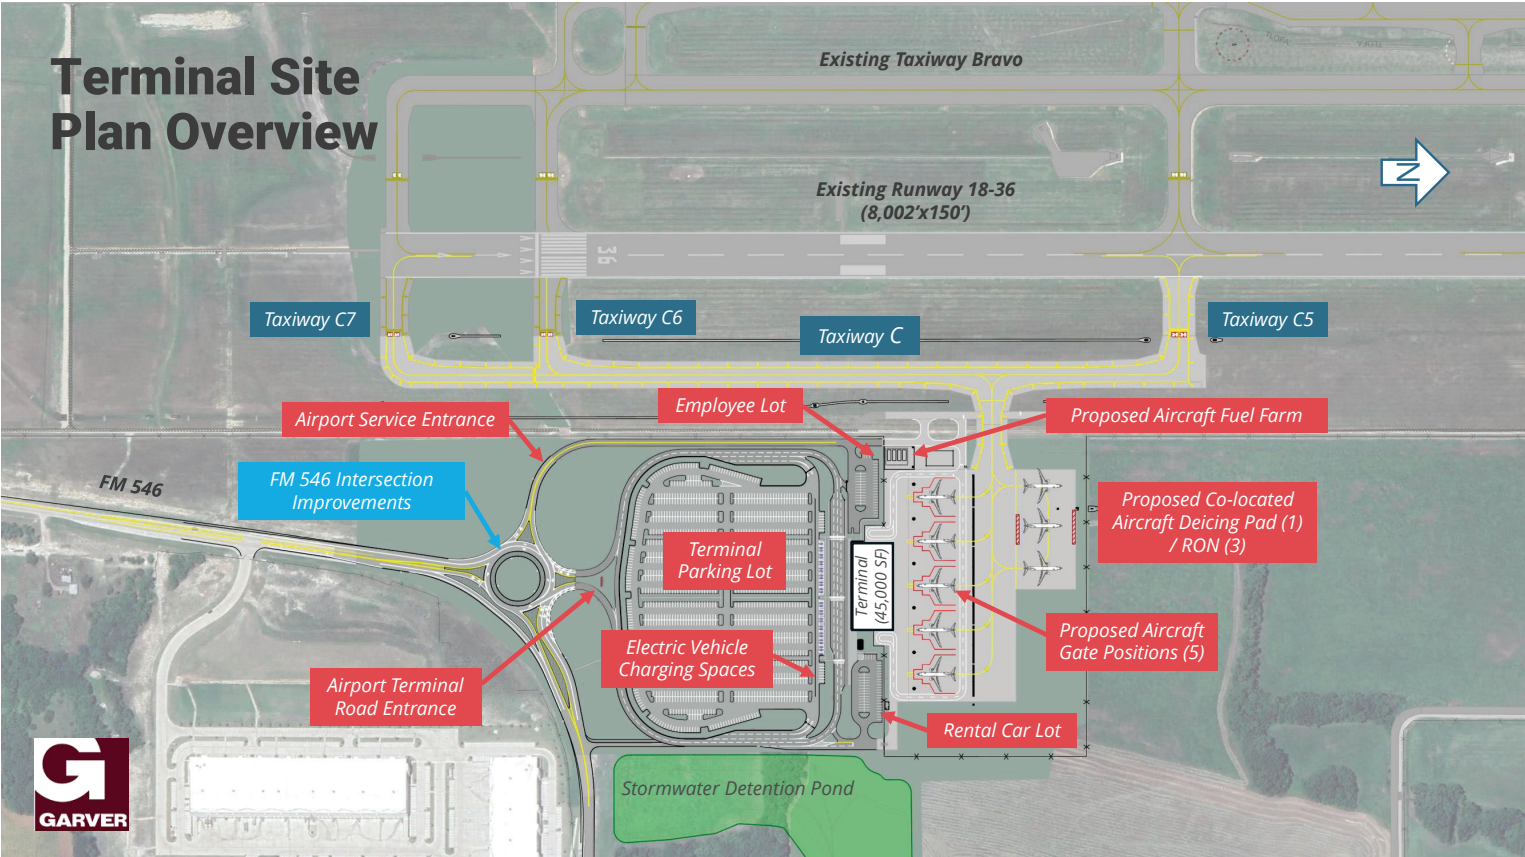 Terminal Site
Plan Overview
Existing Taxiway Bravo
Existing Runway 18-36
(8,002'x150')
N
36
Taxiway C7
Taxiway C6
Taxiway C
Taxiway C5
Employee Lot
Airport Service Entrance
Proposed Aircraft Fuel Farm
FM 546
FM 546 Intersection
Improvements
Proposed Co-located
Aircraft Deicing Pad (1)
/ RON (3)
Terminal
Parking Lot
Terminal
(45,000 SF)
Electric Vehicle
Charging Spaces
Proposed Aircraft
Gate Positions (5)
Airport Terminal
Road Entrance
Rental Car Lot
Stormwater Detention Pond
G
GARVER